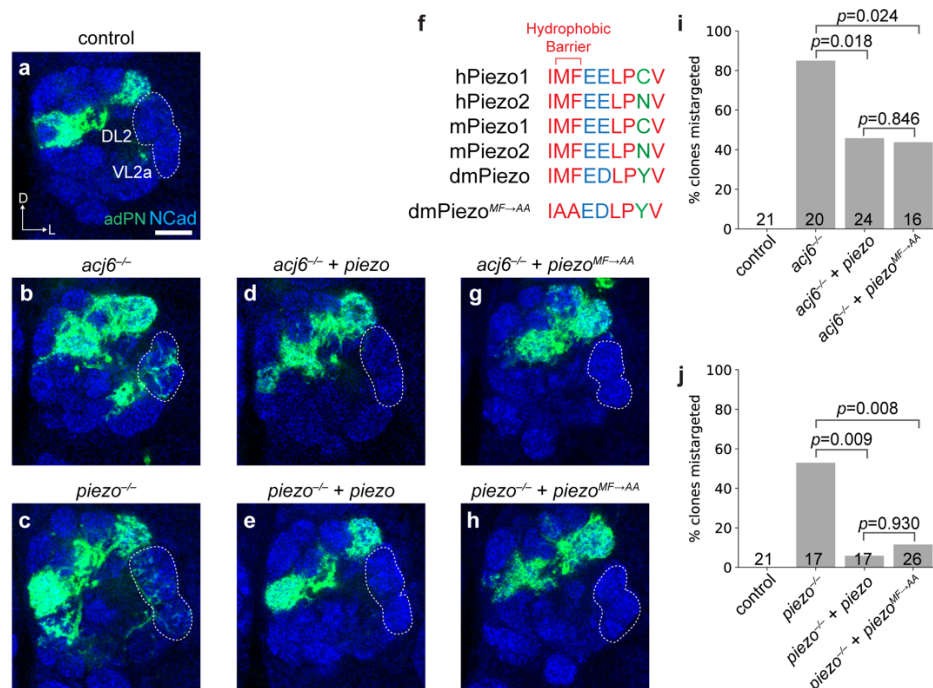 control
a
DL2
VL2a
D
L
adPN NCad
acj6–/–
b
acj6–/– + piezo
d
acj6–/– + piezoMF→AA
g
piezo–/–
c
piezo–/– + piezo
e
piezo–/– + piezoMF→AA
h
f
Hydrophobic
Barrier
hPiezo1 IMFEELPCV
hPiezo2 IMFEELPNV
mPiezo1 IMFEELPCV
mPiezo2 IMFEELPNV
dmPiezo IMFEDLPYV
dmPiezoMF→AA IAAEDLPYV
i
% clones mistargeted
100
80
60
40
20
0
p=0.024
p=0.018
p=0.846
21 20 24 16
control
acj6–/–
acj6–/– + piezo
acj6–/– + piezoMF→AA
j
% clones mistargeted
100
80
60
40
20
0
p=0.008
p=0.009
p=0.930
21 17 17 26
control
piezo–/–
piezo–/– + piezo
piezo–/– + piezoMF→AA